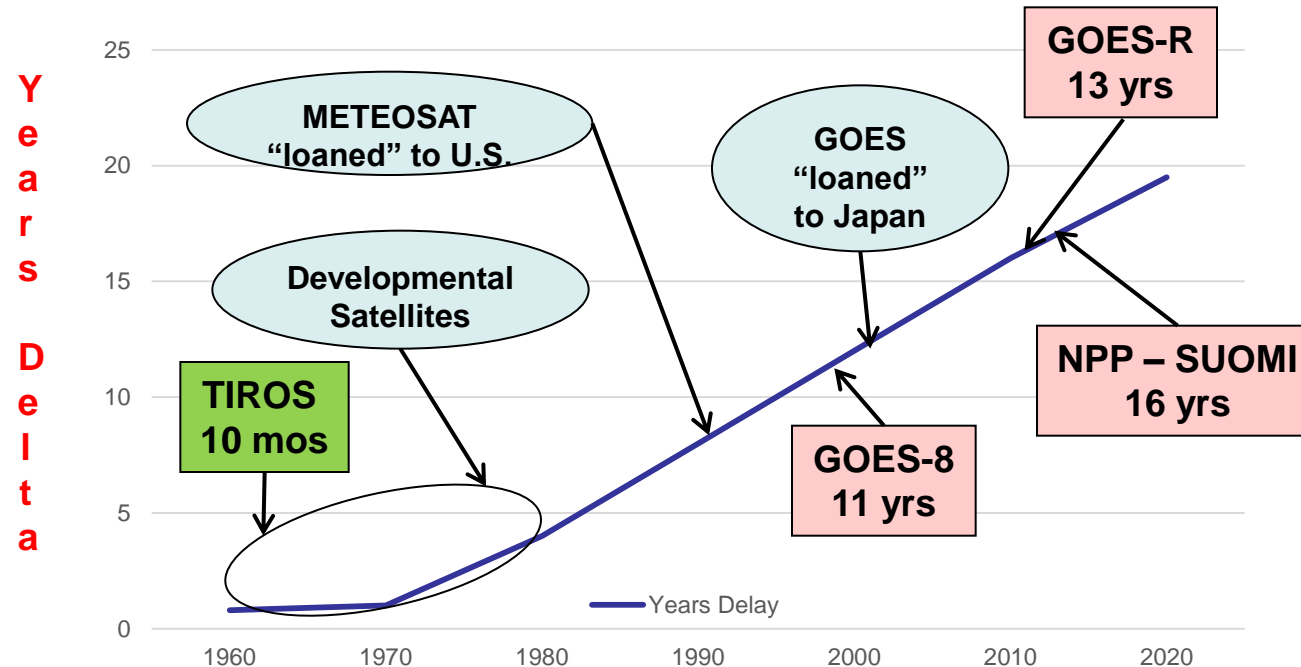 Years Delta
25
20
15
10
5
0
METEOSAT
“loaned” to U.S.
Developmental
Satellites
TIROS
10 mos
GOES
“loaned”
to Japan
GOES-R
13 yrs
NPP – SUOMI
16 yrs
GOES-8
11 yrs
Years Delay
1960
1970
1980
1990
2000
2010
2020